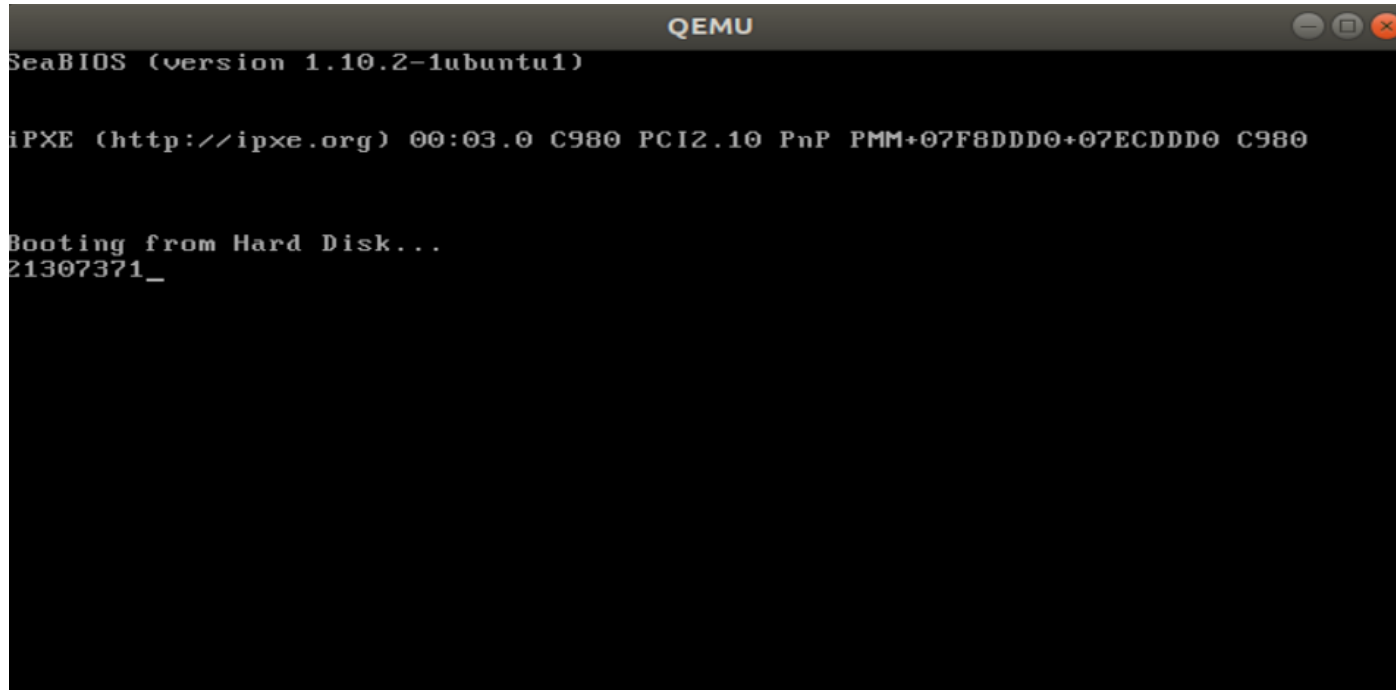 QEMU
SeaBIOS (version 1.10.2-1ubuntu1)
iPXE (http://ipxe.org) 00:03.0 C980 PCI2.10 PnP PMM+07F8DDD0+07ECDDD0 C980
Booting from Hard Disk...
21307371_